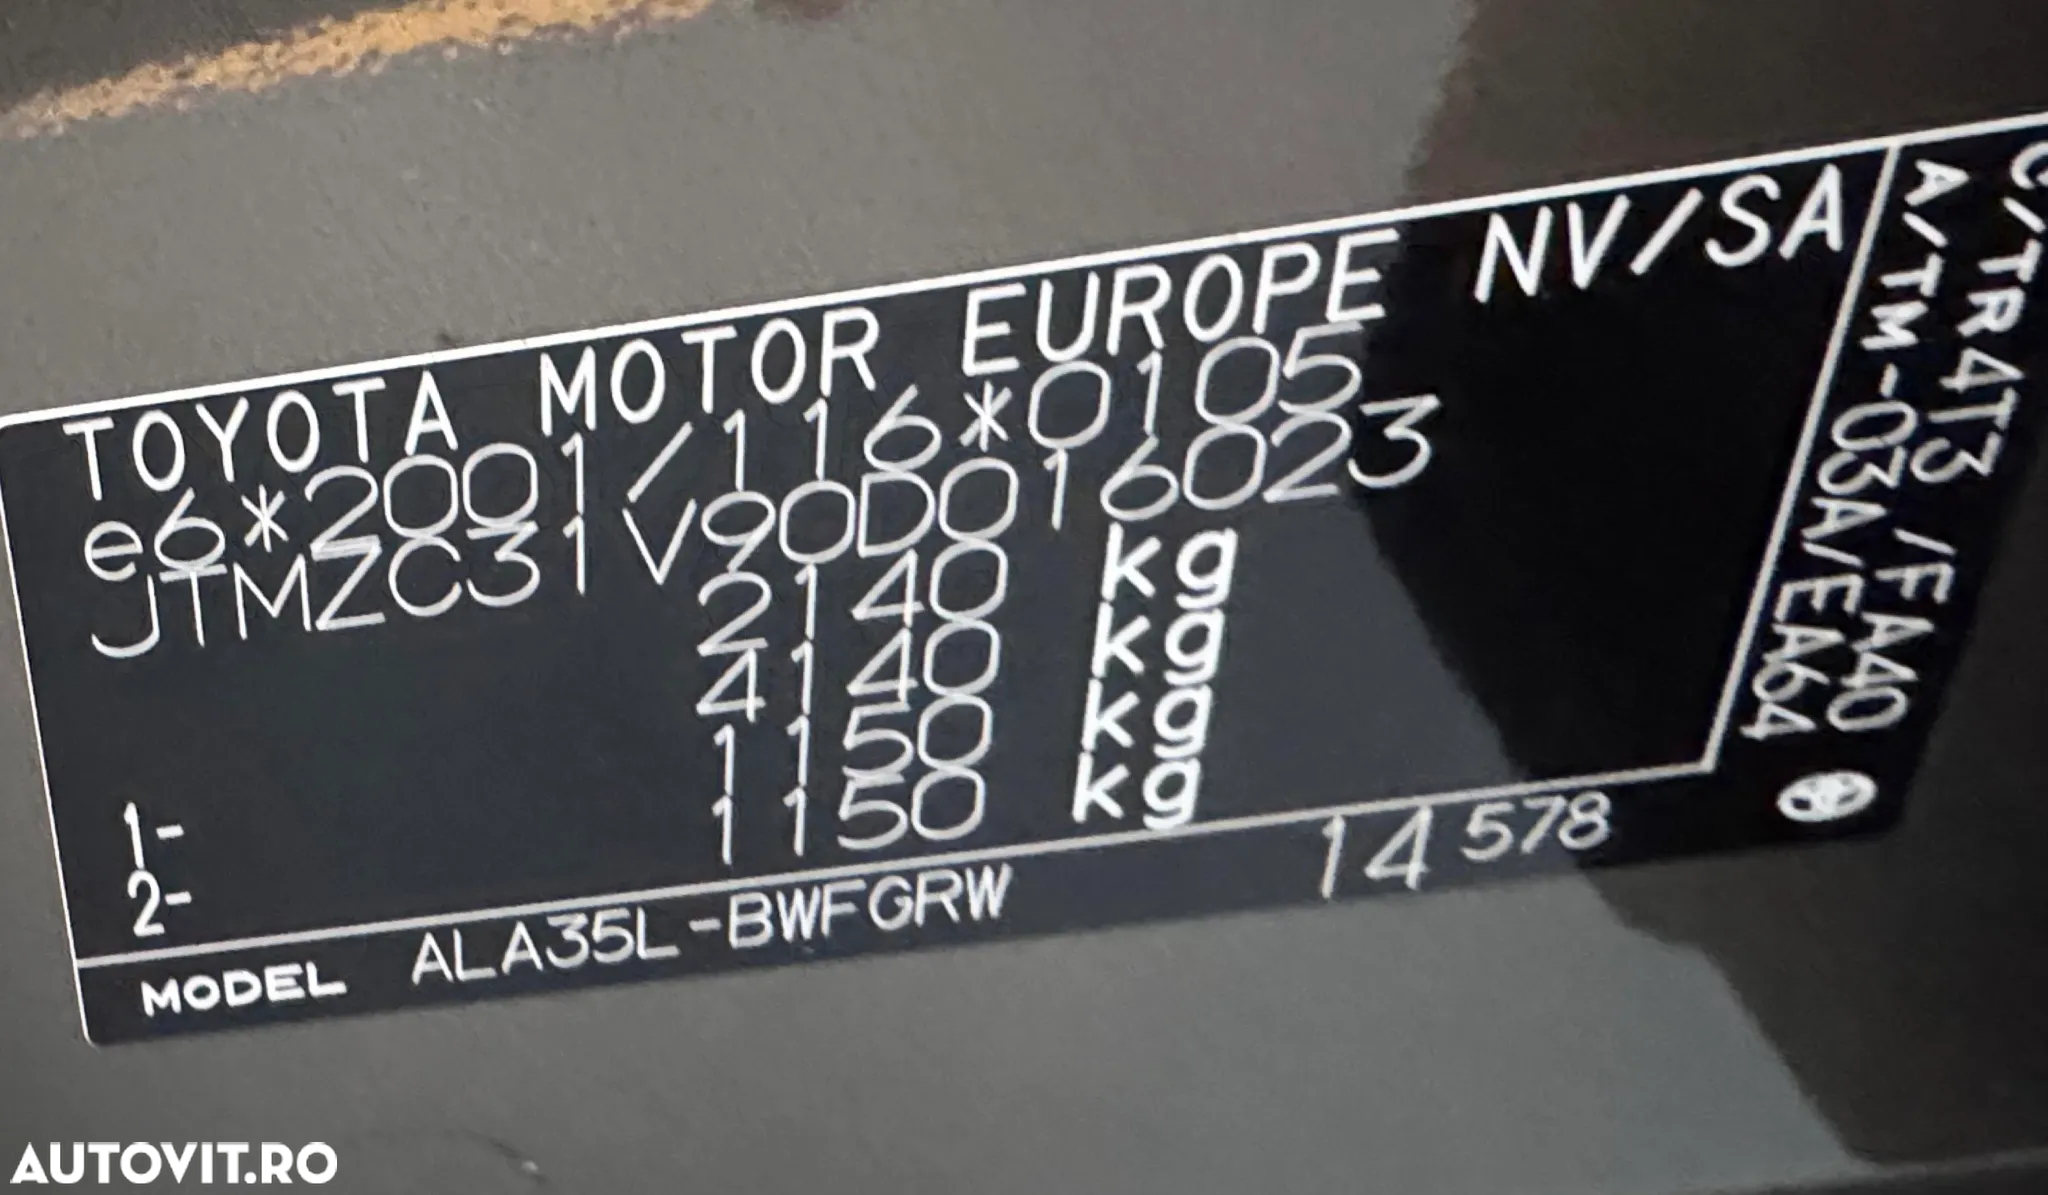 TOYOTA MOTOR EUROPE NV/SA
e6*2001/116*0105
JTMZC31V90D016023
2140 kg
4140 kg
1- 1150 kg
2- 1150 kg
MODEL ALA35L-BWFGRW
14 578
C/TR4T3 /FA40
A/TM-03A/EA64
AUTOVIT.RO